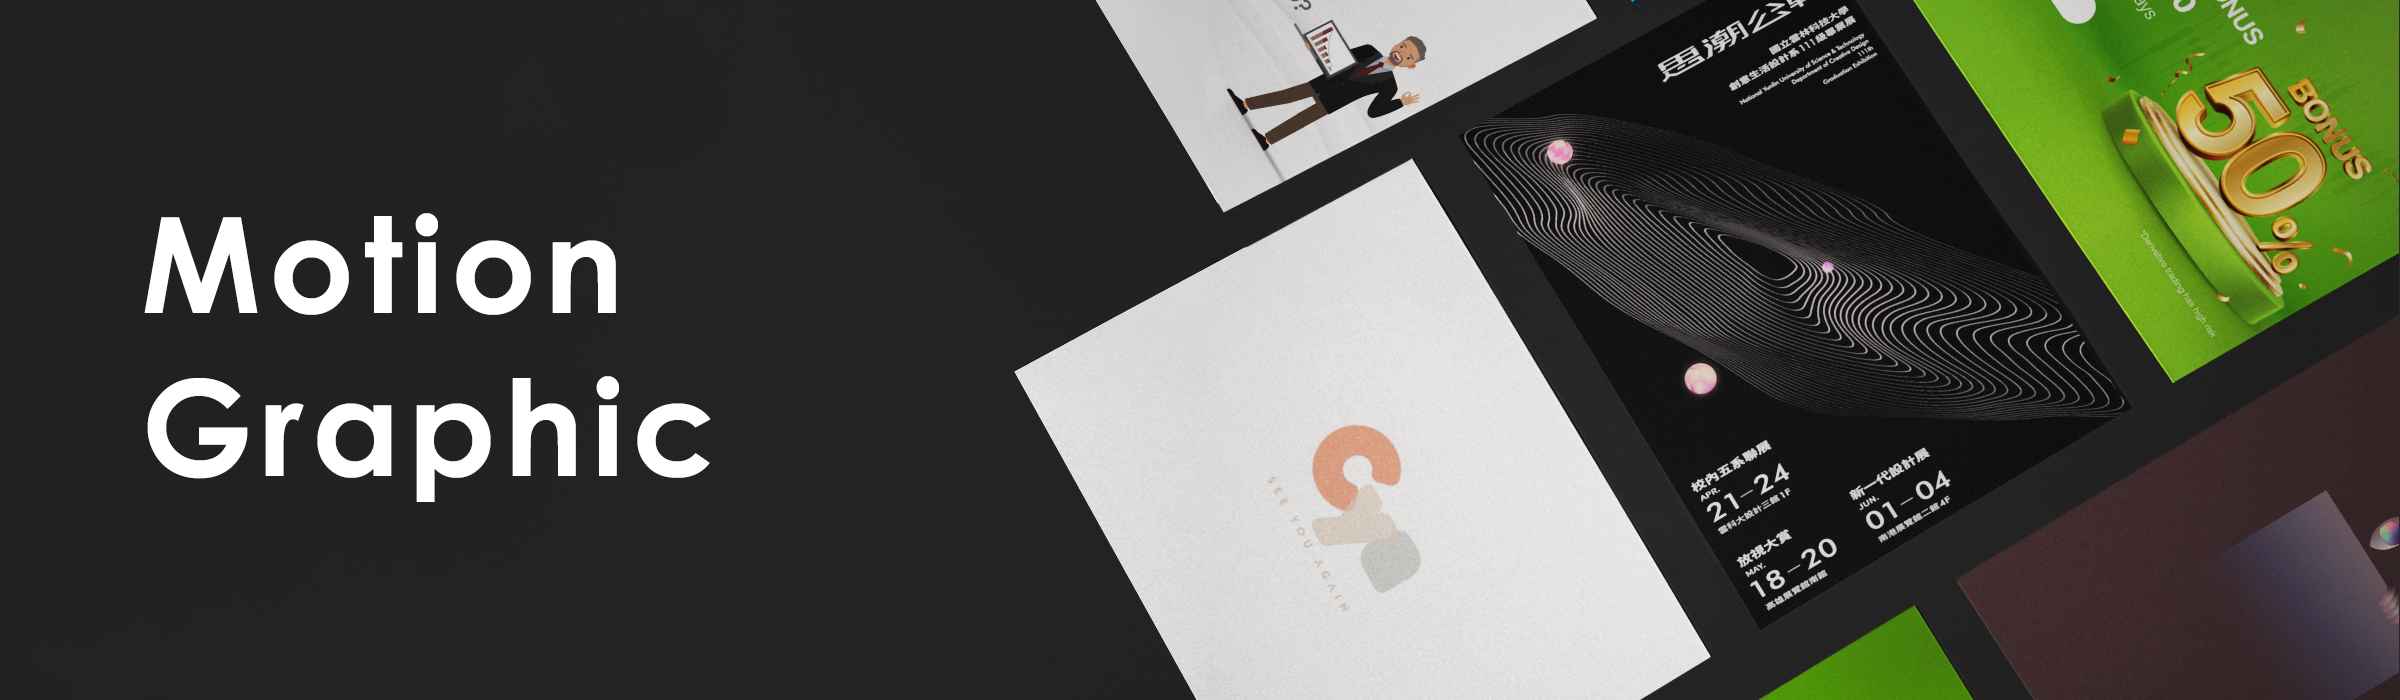 Motion
Graphic
思潮公轉
國立雲林科技大學
創意生活設計系111級畢業展
National Yunlin University of Science & Technology
Department of Creative Design
111th
Graduation Exhibition
校內五系聯展
APR.
21—24
雲科大設計三館1F
放視大賞
MAY.
18—20
高雄展覽館南館
新一代設計展
JUN.
01—04
南港展覽館二館4F
SEE YOU AGAIN
BONUS
50%
*Derivative trading has high risk